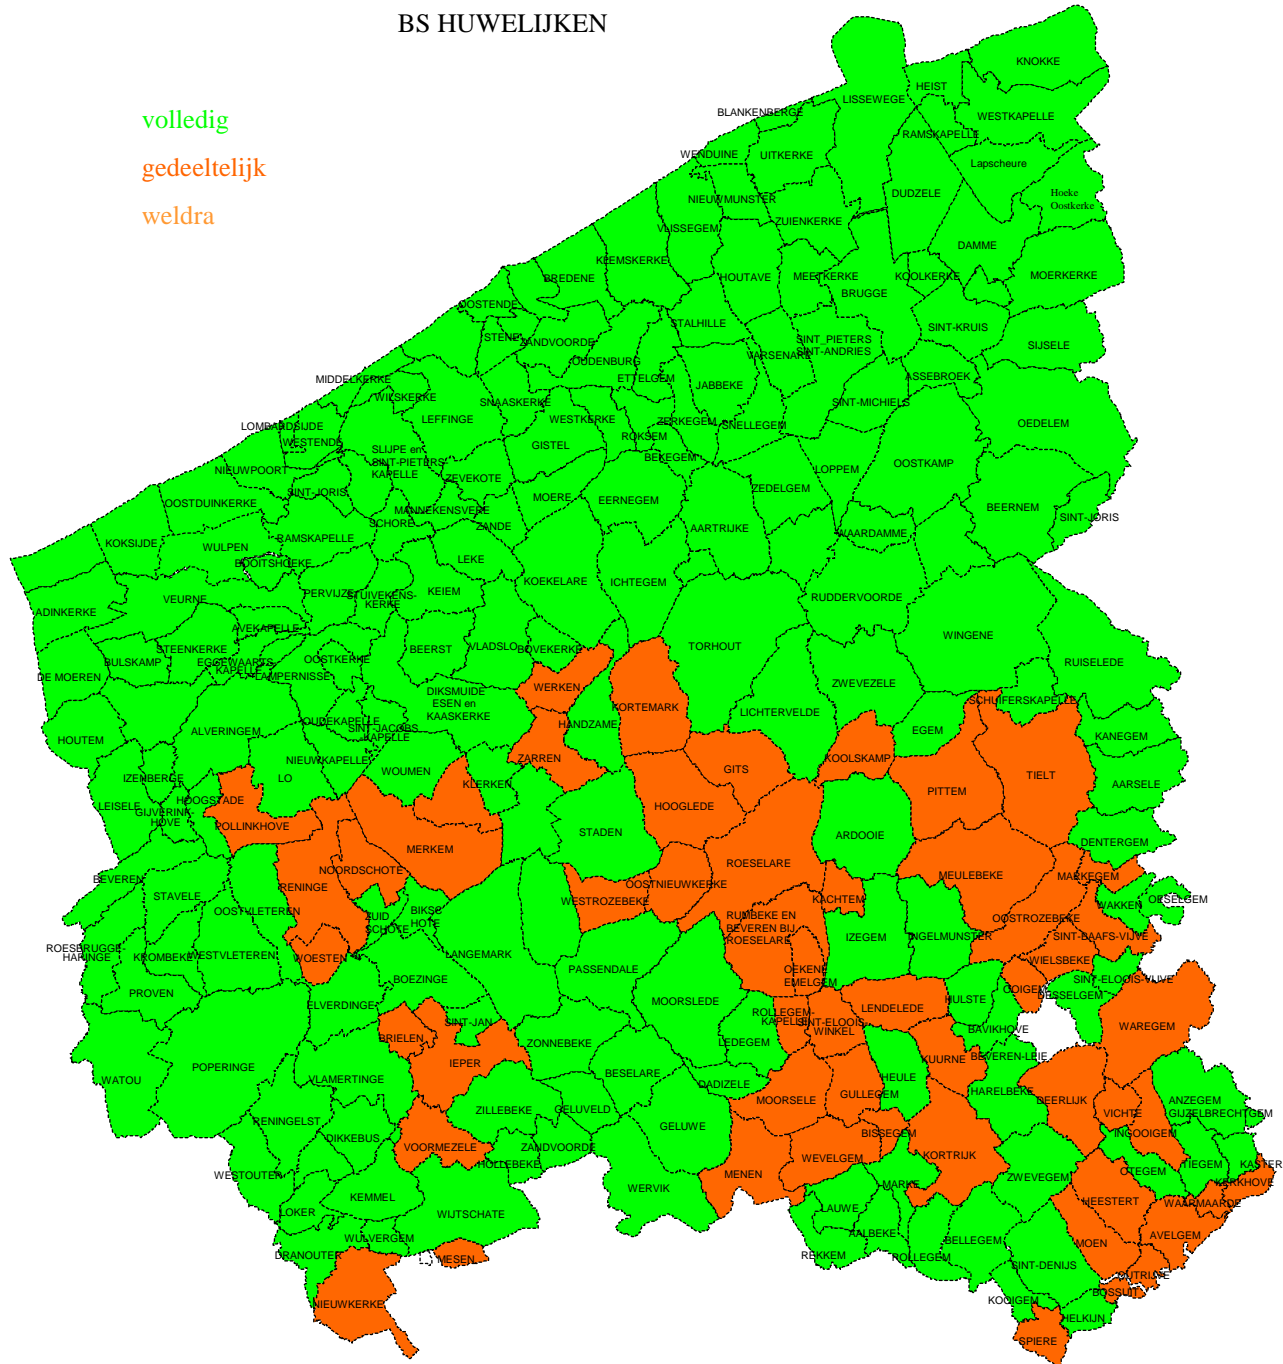 BS HUWELIJKEN
volledig
gedeeltelijk
weldra
KNOKKE
HEIST
LISSEWEGE
BLANKENBERGE
WESTKAPELLE
RAMSKAPELLE
WENDUINE
UITKERKE
Lapscheure
NIEUWMUNSTER
DUDZELE
Hoeke
Oostkerke
ZUIENKERKE
VLISSEGEM
DAMME
KLEMSKERKE
BREDENE
HOUTAVE
MEETKERKE
KOOLKERKE
MOERKERKE
BRUGGE
OOSTENDE
STALHILLE
SINT-KRUIS
STENE
ZANDVOORDE
SINT_PIETERS
SINT-ANDRIES
SIJSELE
OUDENBURG
VARSENARE
ETTELGEM
ASSEBROEK
MIDDELKERKE
JABBEKE
WILSKERKE
SNAASKERKE
SINT-MICHIELS
LEFFINGE
WESTKERKE
ZERKEGEM
SNELLEGEM
OEDELEM
LOMBARDSIJDE
WESTENDE
ROKSEM
GISTEL
SLIJPE en
SINT-PIETERS
KAPELLE
BEKEGEM
OOSTKAMP
NIEUWPOORT
LOPPEM
ZEVEKOTE
ZEDELGEM
SINT-JORIS
MOERE
EERNEGEM
OOSTDUINKERKE
MANNEKENSVERE
BEERNEM
SINT-JORIS
SCHORE
ZANDE
AARTRIJKE
WAARDAMME
RAMSKAPELLE
KOKSIJDE
WULPEN
LEKE
BOOITSHOEKE
KOEKELARE
ICHTEGEM
PERVIJZE
STUIVEKENS-
KERKE
KEIEM
RUDDERVOORDE
VEURNE
ADINKERKE
AVEKAPELLE
WINGENE
STEENKERKE
BEERST
VLADSLO
BOVEKERKE
TORHOUT
BULSKAMP
EGGEWAARTS
KAPELLE
OOSTKERKE
RUISELEDE
DE MOEREN
LAMPERNISSE
WERKEN
ZWEVEZELE
DIKSMUIDE
ESEN en
KAASKERKE
KORTEMARK
LICHTERVELDE
SCHUIFERSKAPELLE
OUDEKAPELLE
SINT-JACOBS
KAPELLE
HANDZAME
ALVERINGEM
EGEM
KANEGEM
HOUTEM
NIEUWKAPELLE
ZARREN
KOOLSKAMP
GITS
WOUMEN
IZENBERGE
LO
KLERKEN
TIELT
AARSELE
HOOGSTADE
PITTEM
LEISELE
GIJVERINK-
HOVE
HOOGLEDE
POLLINKHOVE
STADEN
ARDOOIE
DENTERGEM
MERKEM
ROESELARE
NOORDSCHOTE
MEULEBEKE
MARKEGEM
BEVEREN
OOSTNIEUWKERKE
RENINGE
STAVELE
WESTROZEBEKE
KACHTEM
WAKKEN
OESELGEM
OOSTVLETEREN
BIKSC
HOTE
ZUID
SCHOTE
RUMBEKE EN
BEVEREN BIJ
ROESELARE
OOSTROZEBEKE
IZEGEM
INGELMUNSTER
SINT-BAAFS-VIJVE
ROESBRUGGE
HARINGE
KROMBEKE
WESTVLETEREN
WOESTEN
LANGEMARK
WIELSBEKE
PASSENDALE
OEKENE
EMELGEM
BOEZINGE
SINT-ELOOIS-VIJVE
PROVEN
OOIGEM
DESSELGEM
ELVERDINGE
MOORSLEDE
HULSTE
LENDELEDE
ROLLEGEM-
KAPELLE
SINT-ELOOIS-
WINKEL
SINT-JAN
WAREGEM
BRIELEN
BAVIKHOVE
ZONNEBEKE
LEDEGEM
IEPER
KUURNE
BEVEREN-LEIE
POPERINGE
WATOU
VLAMERTINGE
BESELARE
HEULE
DADIZELE
MOORSELE
GULLEGEM
HARELBEKE
DEERLIJK
ANZEGEM
ZILLEBEKE
GELUVELD
VICHTE
GIJZELBRECHTGEM
RENINGELST
GELUWE
DIKKEBUS
BISSEGEM
INGOOIGEM
VOORMEZELE
ZANDVOORDE
KORTRIJK
WEVELGEM
HOLLEBEKE
TIEGEM
KASTER
WESTOUTER
MENEN
OTEGEM
ZWEVEGEM
KERKHOVE
MARKE
WERVIK
KEMMEL
HEESTERT
WAARMAARDE
LAUWE
LOKER
WIJTSCHATE
AALBEKE
AVELGEM
WULVERGEM
BELLEGEM
MOEN
DRANOUTER
MESEN
REKKEM
ROLLEGEM
SINT-DENIJS
OUTRIJVE
BOSSUIT
KOOIGEM
NIEUWKERKE
HELKIJN
SPIERE